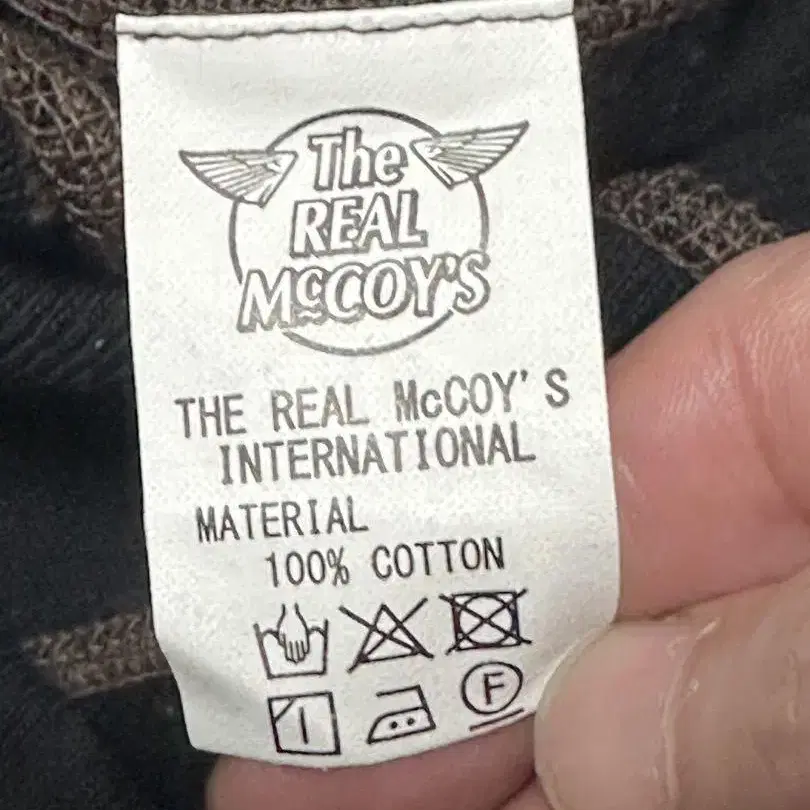 The
REAL
McCOY'S
THE REAL McCOY'S
INTERNATIONAL
MATERIAL
100% COTTON
F